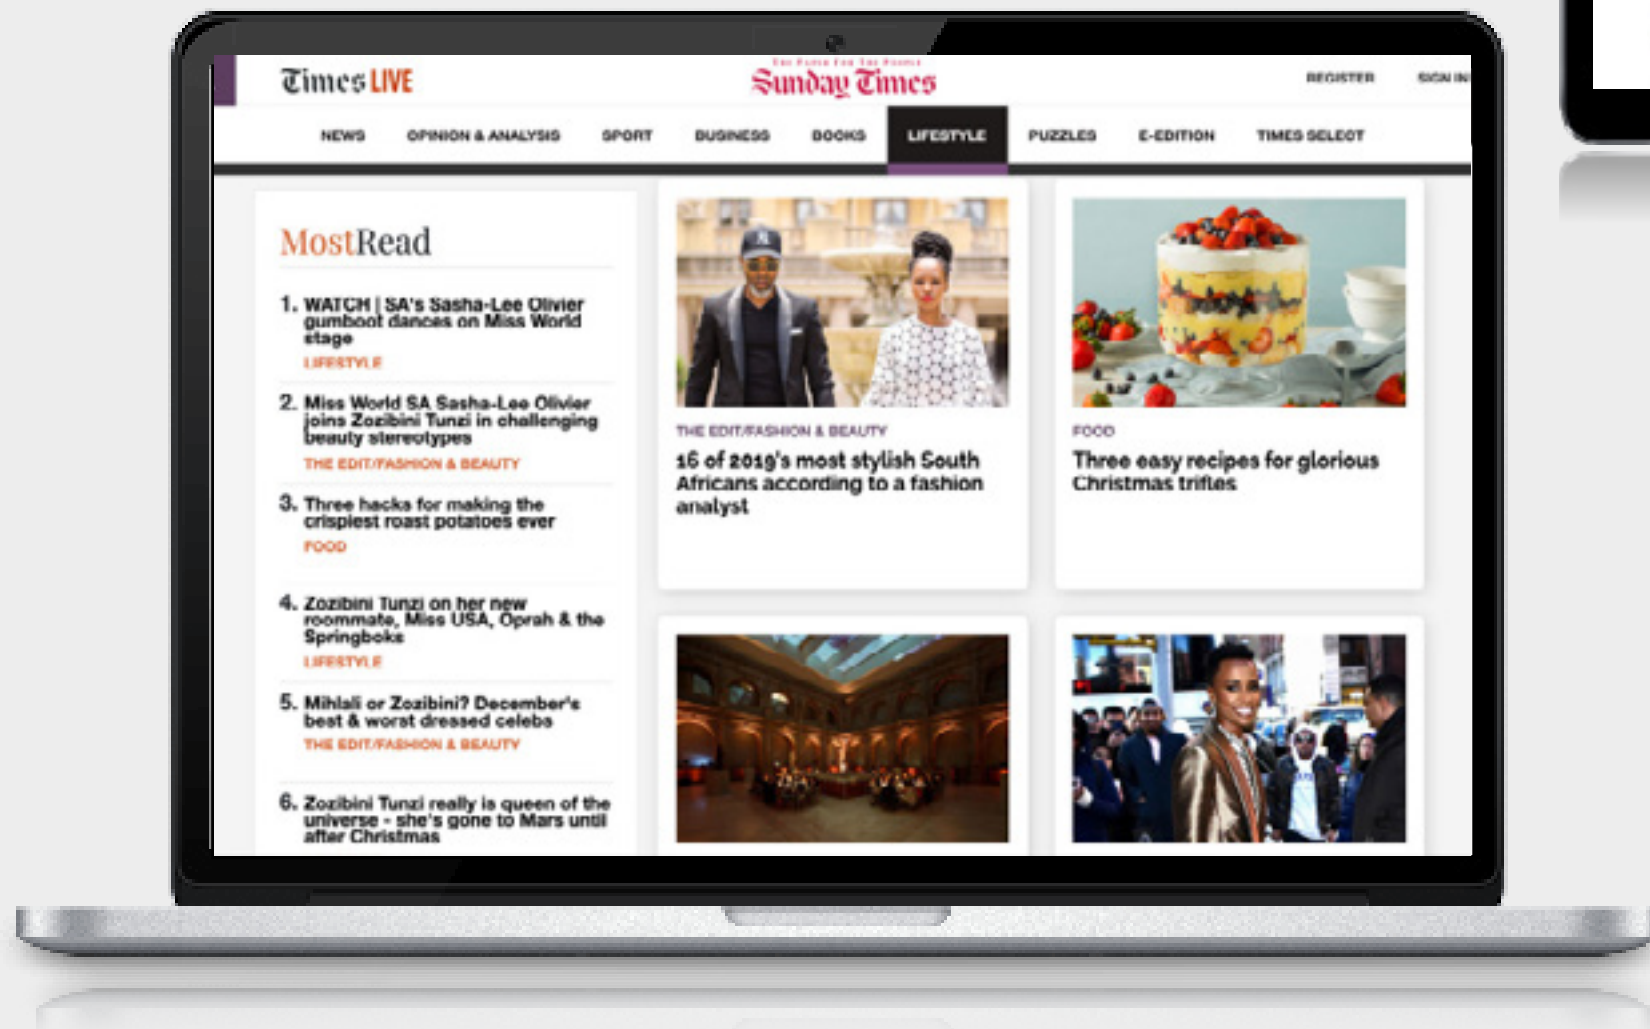 Times LIVE
THE PAPER FOR THE PEOPLE
Sunday Times
REGISTER
SIGN IN
NEWS
OPINION & ANALYSIS
SPORT
BUSINESS
BOOKS
LIFESTYLE
PUZZLES
E-EDITION
TIMES SELECT
MostRead
1. WATCH | SA's Sasha-Lee Olivier
gumboot dances on Miss World
stage
LIFESTYLE
2. Miss World SA Sasha-Lee Olivier
joins Zozibini Tunzi in challenging
beauty stereotypes
THE EDIT/FASHION & BEAUTY
3. Three hacks for making the
crispiest roast potatoes ever
FOOD
4. Zozibini Tunzi on her new
roommate, Miss USA, Oprah & the
Springboks
LIFESTYLE
5. Mihlali or Zozibini? December's
best & worst dressed celebs
THE EDIT/FASHION & BEAUTY
6. Zozibini Tunzi really is queen of the
universe - she's gone to Mars until
after Christmas
THE EDIT/FASHION & BEAUTY
16 of 2019's most stylish South
Africans according to a fashion
analyst
FOOD
Three easy recipes for glorious
Christmas trifles